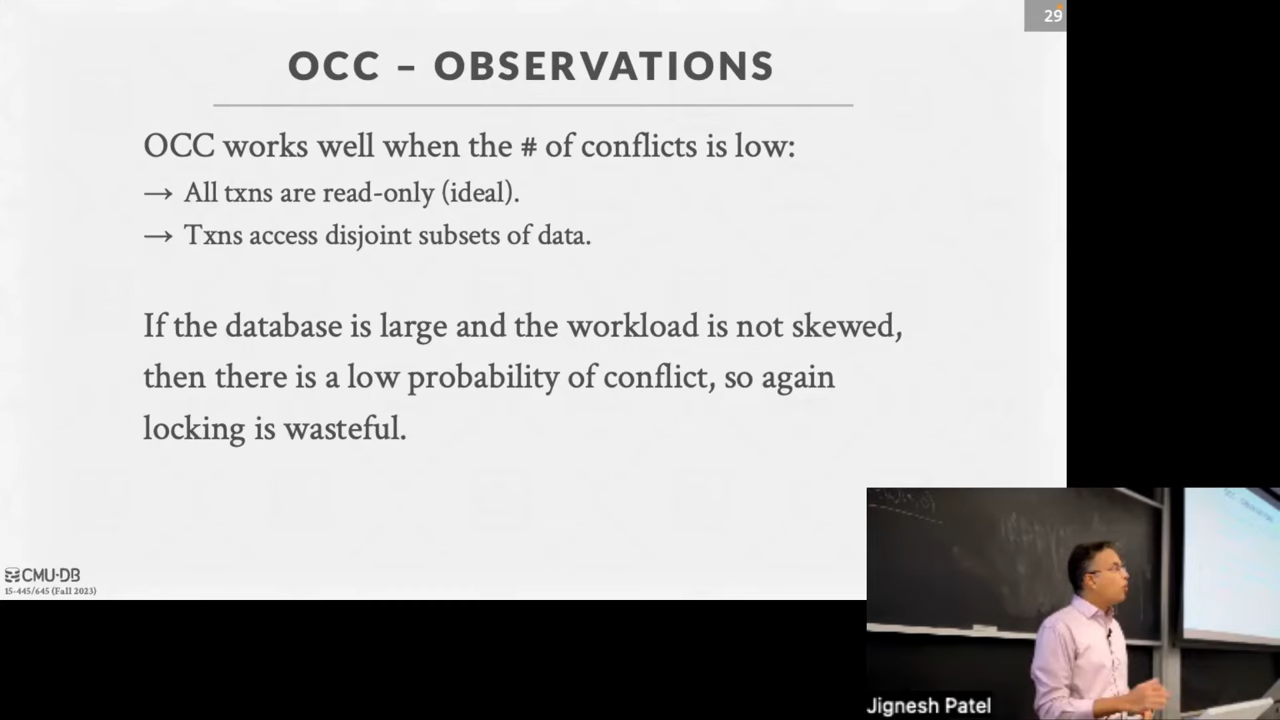 29
OCC – OBSERVATIONS
OCC works well when the # of conflicts is low:
→ All txns are read-only (ideal).
→ Txns access disjoint subsets of data.
If the database is large and the workload is not skewed,
then there is a low probability of conflict, so again
locking is wasteful.
CMU·DB
15-445/645 (Fall 2023)
Jignesh Patel